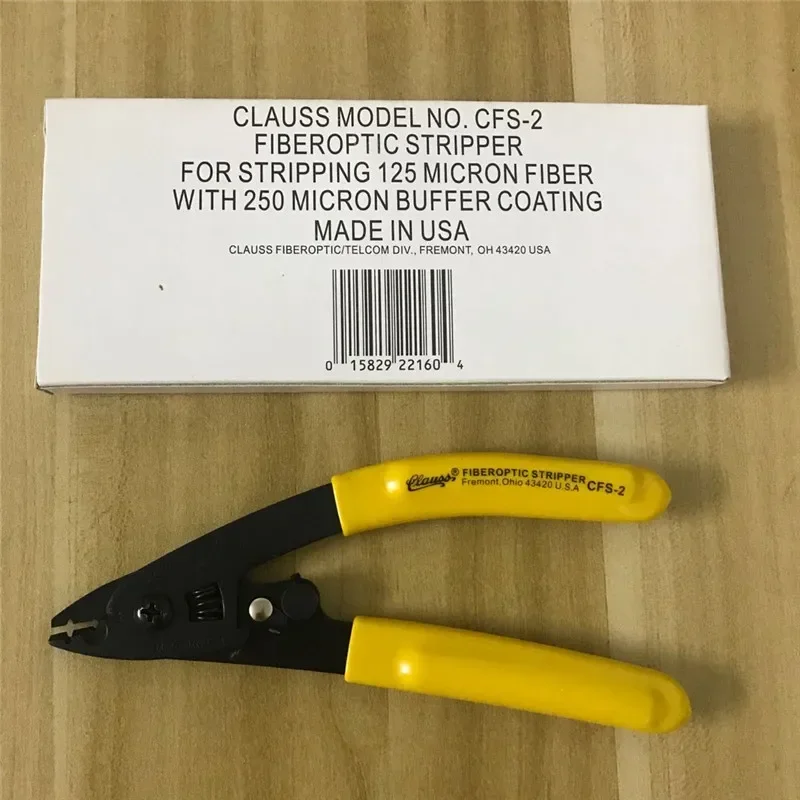 CLAUSS MODEL NO. CFS-2
FIBEROPTIC STRIPPER
FOR STRIPPING 125 MICRON FIBER
WITH 250 MICRON BUFFER COATING
MADE IN USA
CLAUSS FIBEROPTIC/TELCOM DIV., FREMONT, OH 43420 USA
0 15829 22160 4
Clauss® FIBEROPTIC STRIPPER CFS-2
Fremont, Ohio 43420 U.S.A